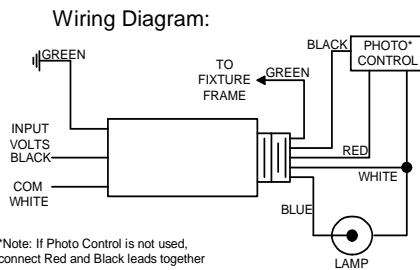 Wiring Diagram:
GREEN
BLACK
PHOTO*
CONTROL
TO
FIXTURE
FRAME
GREEN
INPUT
VOLTS
BLACK
RED
WHITE
COM
WHITE
BLUE
LAMP
*Note: If Photo Control is not used,
connect Red and Black leads together